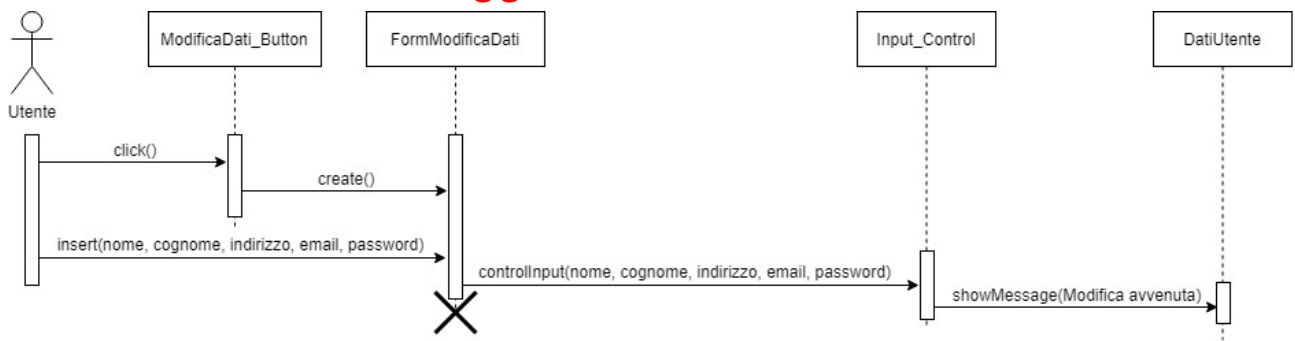 ModificaDati_Button
FormModificaDati
Input_Control
DatiUtente
Utente
click()
create()
insert(nome, cognome, indirizzo, email, password)
controlInput(nome, cognome, indirizzo, email, password)
showMessage(Modifica avvenuta)